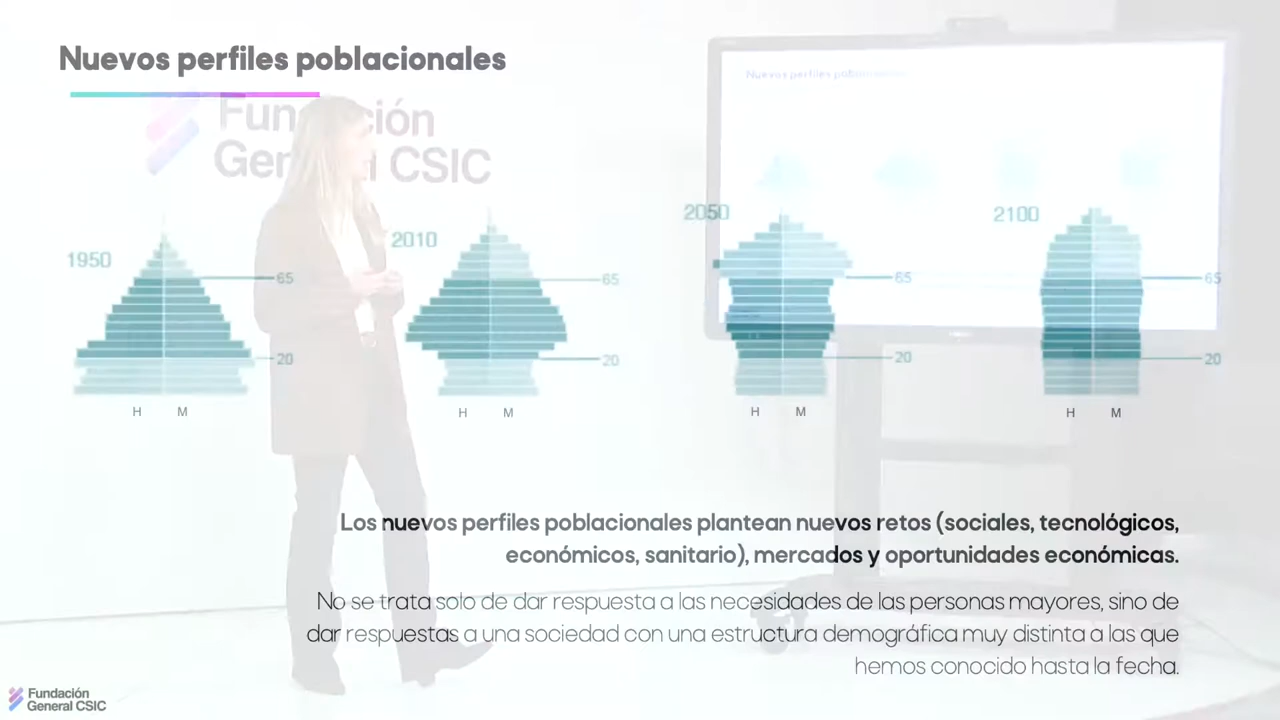 Nuevos perfiles poblacionales
Nuevos perfiles poblacionales
Fundación
General CSIC
1950
65
20
H M
2010
65
20
H M
2050
65
20
H M
2100
65
20
H M
Los nuevos perfiles poblacionales plantean nuevos retos (sociales, tecnológicos,
económicos, sanitario), mercados y oportunidades económicas.
No se trata solo de dar respuesta a las necesidades de las personas mayores, sino de
dar respuestas a una sociedad con una estructura demográfica muy distinta a las que
hemos conocido hasta la fecha.
Fundación
General CSIC